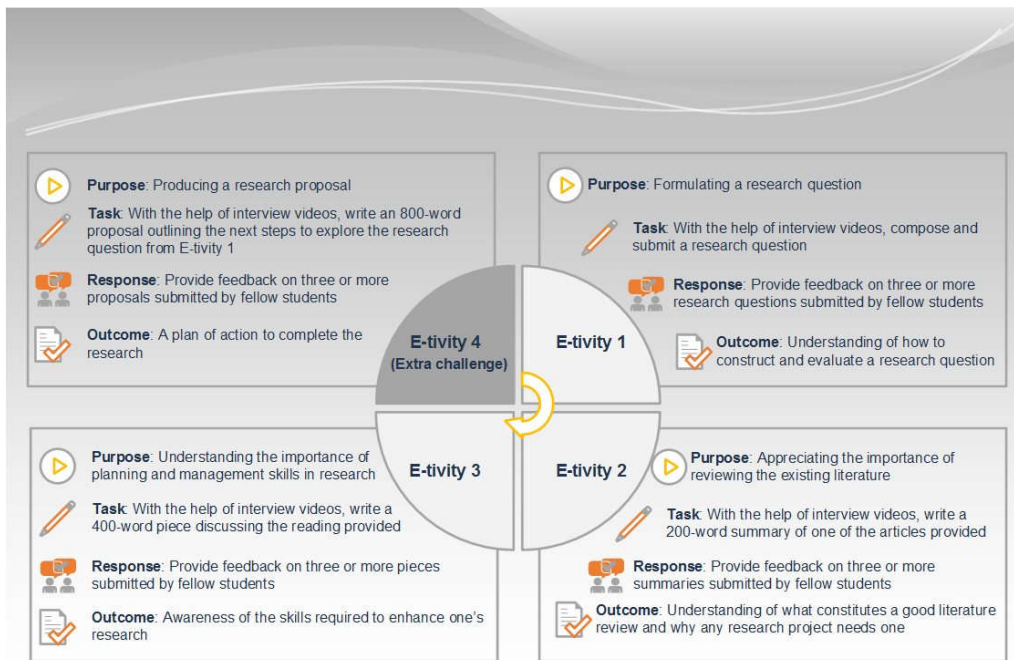 Purpose: Producing a research proposal
Task: With the help of interview videos, write an 800-word
proposal outlining the next steps to explore the research
question from E-tivity 1
Response: Provide feedback on three or more
proposals submitted by fellow students
Outcome: A plan of action to complete the
research
E-tivity 4
(Extra challenge)
Purpose: Formulating a research question
Task: With the help of interview videos, compose and
submit a research question
Response: Provide feedback on three or more
research questions submitted by fellow students
Outcome: Understanding of how to
construct and evaluate a research question
E-tivity 1
Purpose: Understanding the importance of
planning and management skills in research
Task: With the help of interview videos, write a
400-word piece discussing the reading provided
Response: Provide feedback on three or more pieces
submitted by fellow students
Outcome: Awareness of the skills required to enhance one's
research
E-tivity 3
E-tivity 2
Purpose: Appreciating the importance of
reviewing the existing literature
Task: With the help of interview videos, write a
200-word summary of one of the articles provided
Response: Provide feedback on three or more
summaries submitted by fellow students
Outcome: Understanding of what constitutes a good literature
review and why any research project needs one